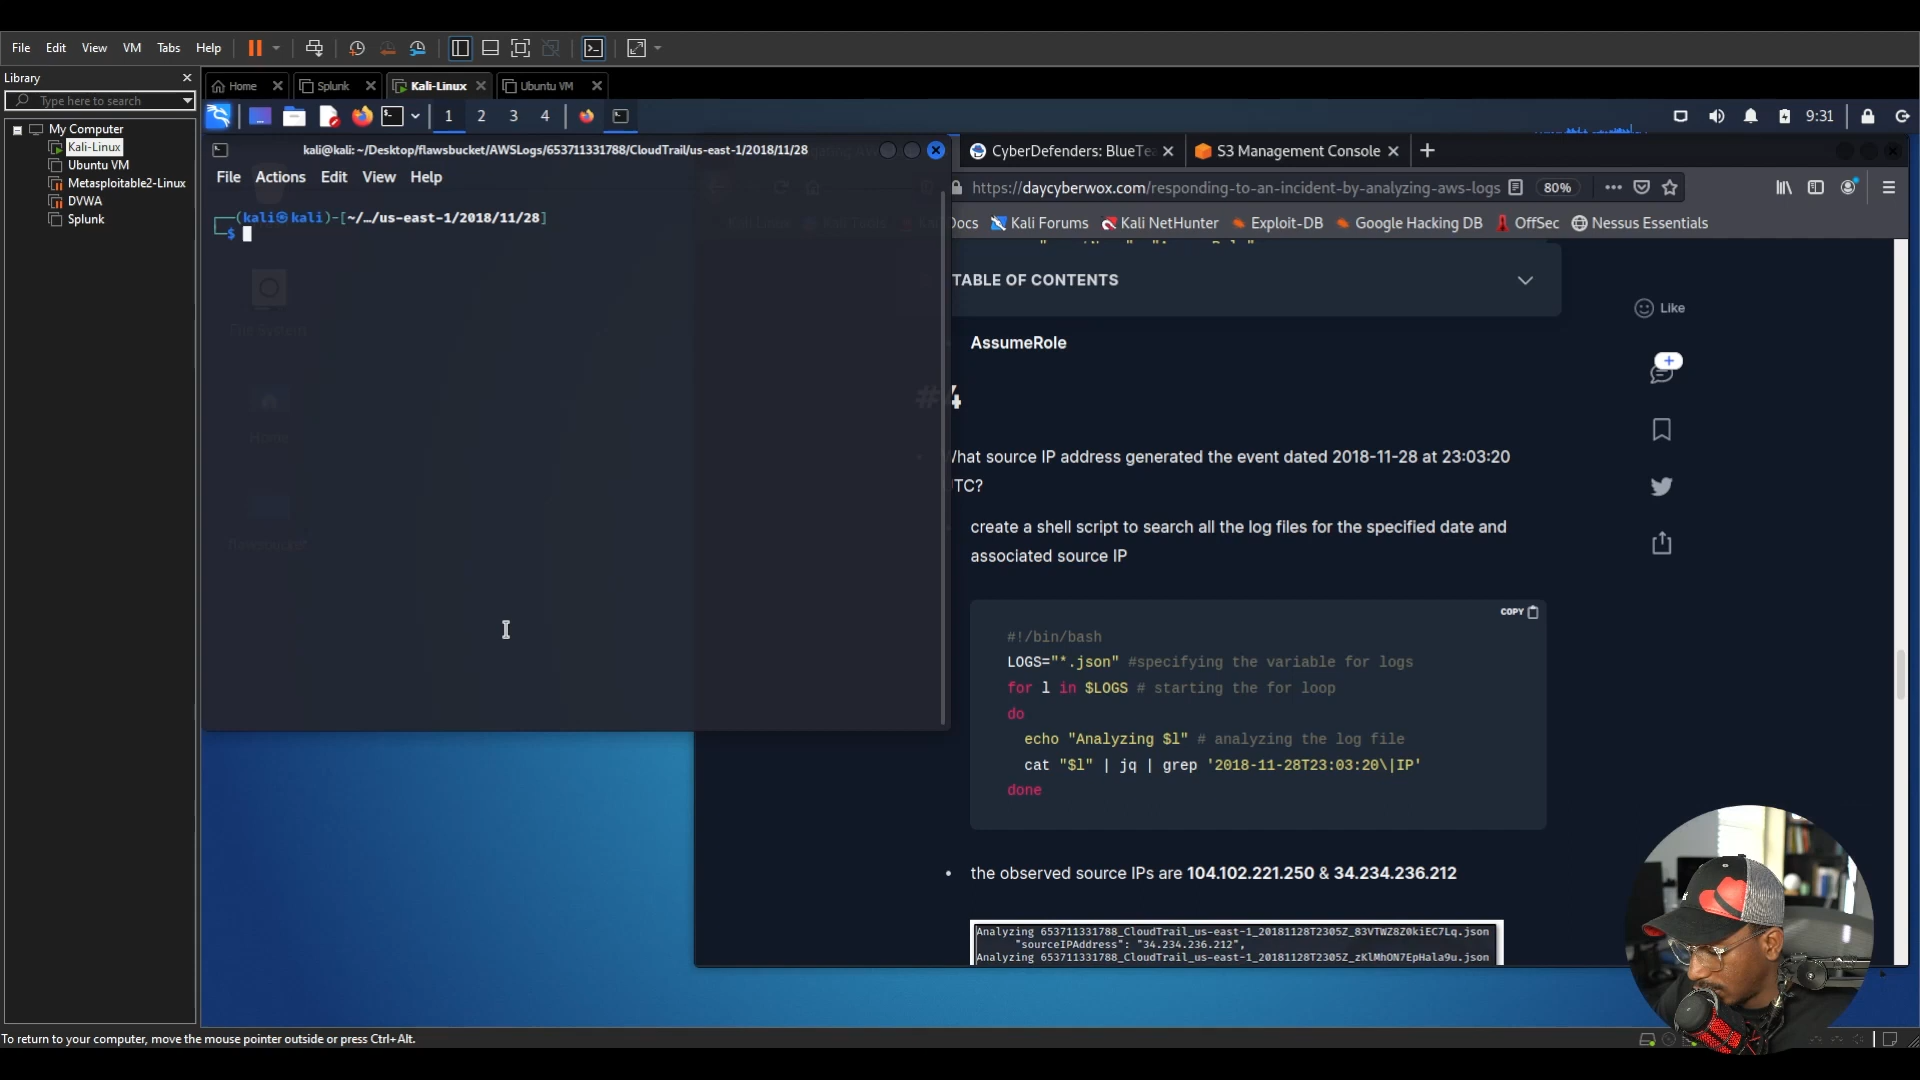 File Edit View VM Tabs Help
Library
Type here to search
My Computer
Kali-Linux
Ubuntu VM
Metasploitable2-Linux
DVWA
Splunk
Home Splunk Kali-Linux Ubuntu VM
1 2 3 4
9:31
kali@kali: ~/Desktop/flawsbucket/AWSLogs/653711331788/CloudTrail/us-east-1/2018/11/28
File Actions Edit View Help
(kali㉿kali)-[~/…/us-east-1/2018/11/28]
$
File System
Home
flawsbucket
CyberDefenders: BlueTea S3 Management Console
https://daycyberwox.com/responding-to-an-incident-by-analyzing-aws-logs 80%
Docs Kali Forums Kali NetHunter Exploit-DB Google Hacking DB OffSec Nessus Essentials
TABLE OF CONTENTS
Like
AssumeRole
#4
What source IP address generated the event dated 2018-11-28 at 23:03:20
UTC?
create a shell script to search all the log files for the specified date and
associated source IP
COPY
#!/bin/bash
LOGS="*.json" #specifying the variable for logs
for l in $LOGS # starting the for loop
do
echo "Analyzing $l" # analyzing the log file
cat "$l" | jq | grep '2018-11-28T23:03:20\|IP'
done
• the observed source IPs are 104.102.221.250 & 34.234.236.212
Analyzing 653711331788_CloudTrail_us-east-1_20181128T2305Z_83VTWZ8Z0kiEC7Lq.json
"sourceIPAddress": "34.234.236.212",
Analyzing 653711331788_CloudTrail_us-east-1_20181128T2305Z_zKlMhON7EpHala9u.json
To return to your computer, move the mouse pointer outside or press Ctrl+Alt.